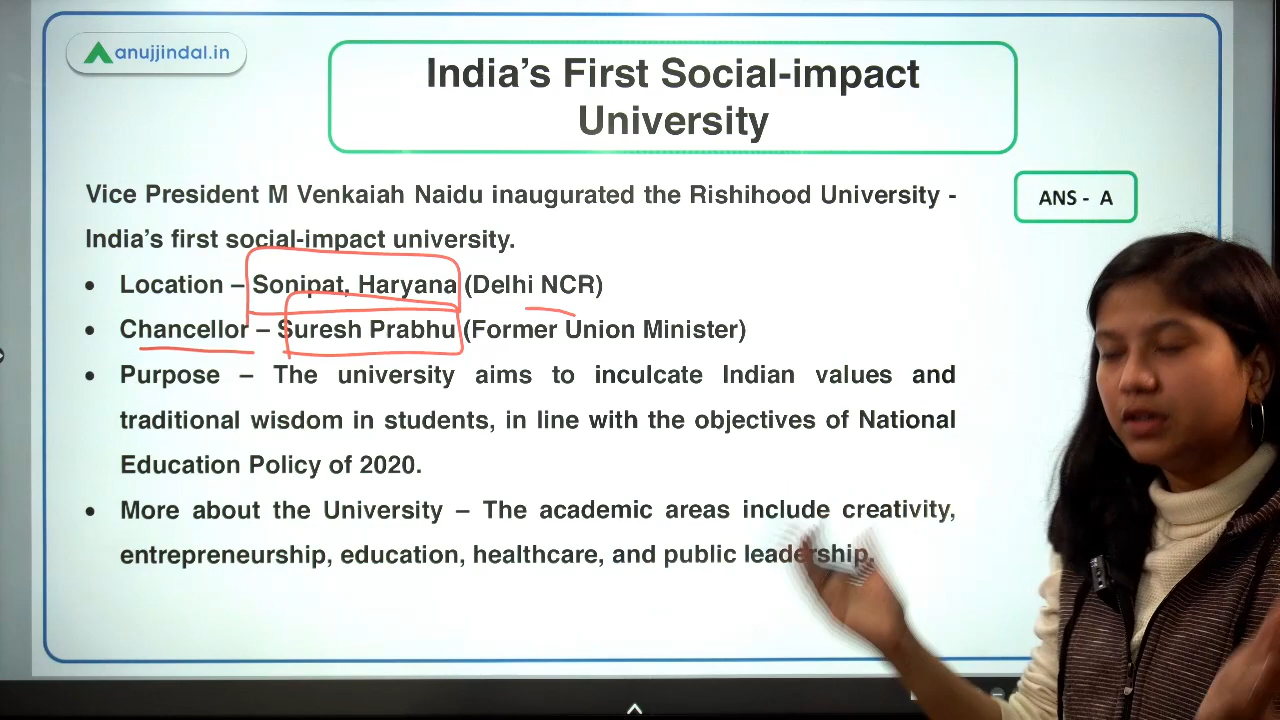 anujjindal.in
India's First Social-impact
University
Vice President M Venkaiah Naidu inaugurated the Rishihood University -
India's first social-impact university.
ANS - A
• Location – Sonipat, Haryana (Delhi NCR)
• Chancellor – Suresh Prabhu (Former Union Minister)
• Purpose – The university aims to inculcate Indian values and
traditional wisdom in students, in line with the objectives of National
Education Policy of 2020.
• More about the University – The academic areas include creativity,
entrepreneurship, education, healthcare, and public leadership.